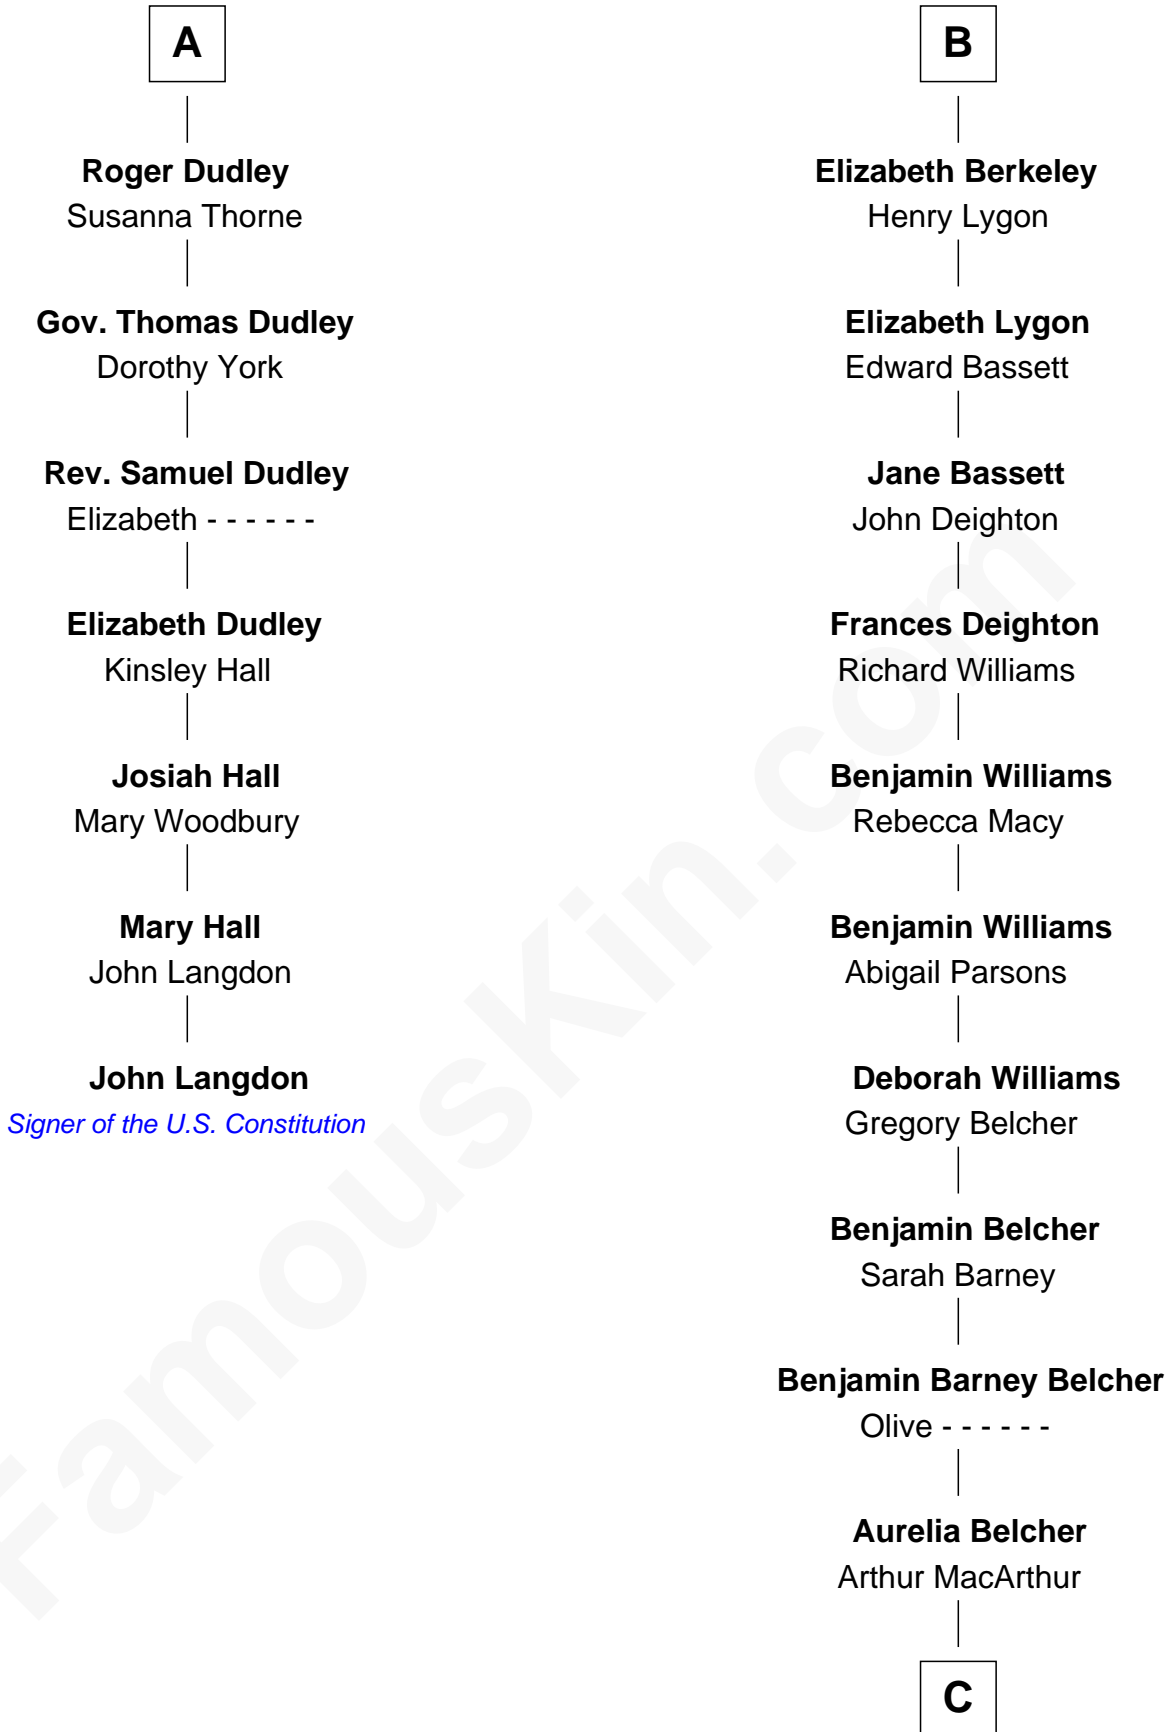 A
Roger Dudley
Susanna Thorne
Gov. Thomas Dudley
Dorothy York
Rev. Samuel Dudley
Elizabeth - - - - - -
Elizabeth Dudley
Kinsley Hall
Josiah Hall
Mary Woodbury
Mary Hall
John Langdon
John Langdon
Signer of the U.S. Constitution
B
Elizabeth Berkeley
Henry Lygon
Elizabeth Lygon
Edward Bassett
Jane Bassett
John Deighton
Frances Deighton
Richard Williams
Benjamin Williams
Rebecca Macy
Benjamin Williams
Abigail Parsons
Deborah Williams
Gregory Belcher
Benjamin Belcher
Sarah Barney
Benjamin Barney Belcher
Olive - - - - - -
Aurelia Belcher
Arthur MacArthur
C
FamousKin.com